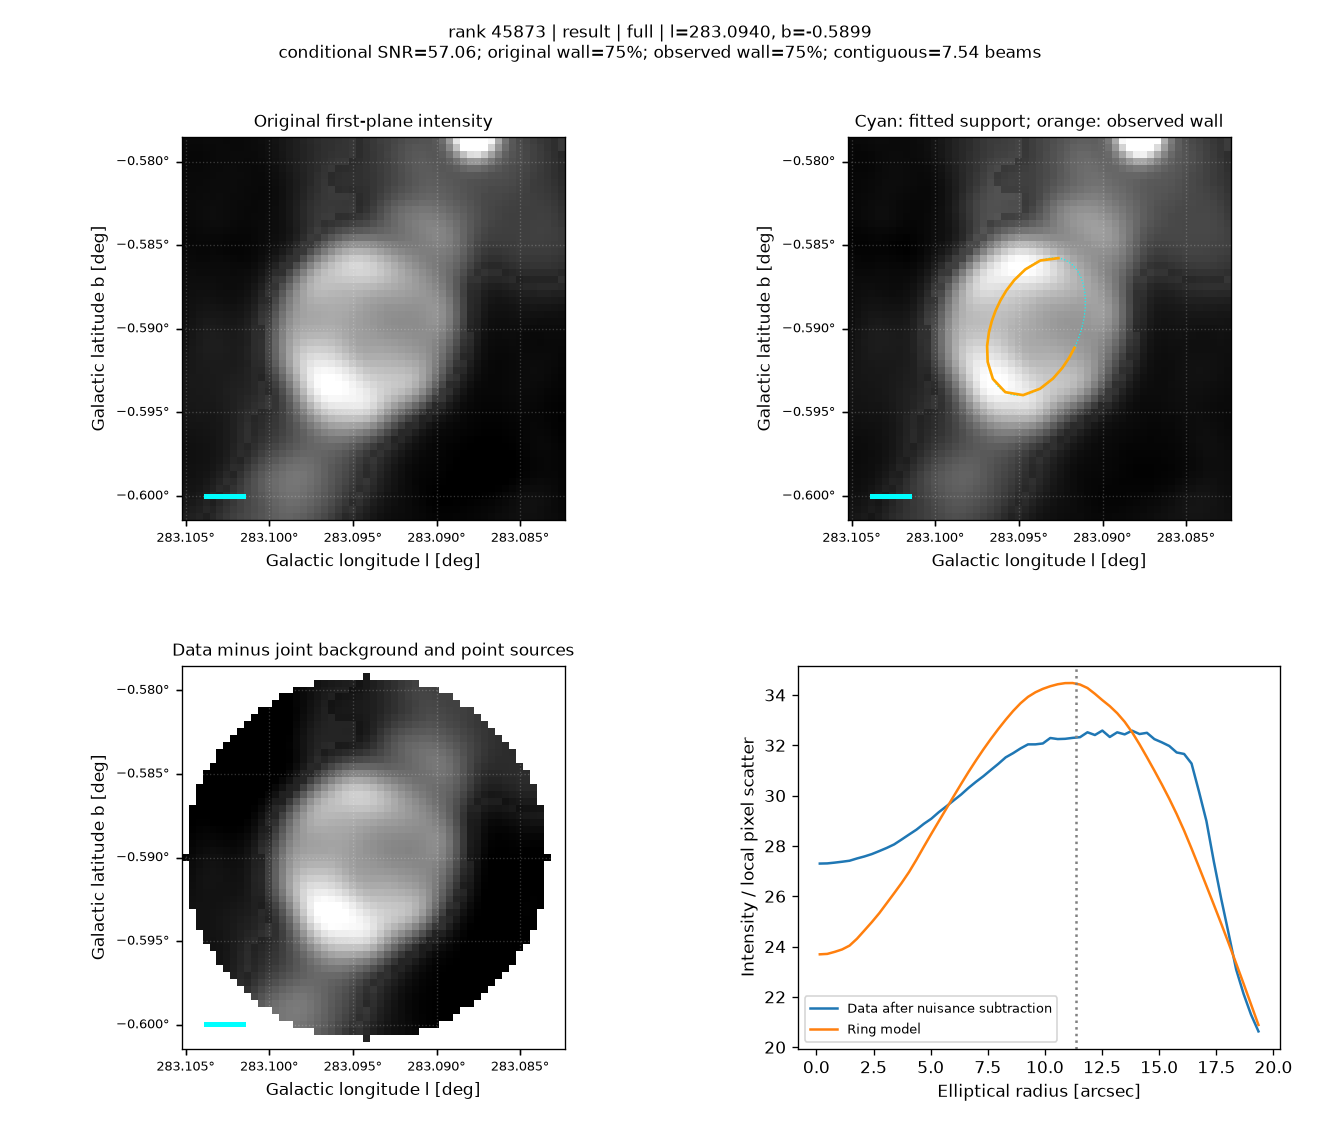 rank 45873 | result | full | l=283.0940, b=-0.5899
conditional SNR=57.06; original wall=75%; observed wall=75%; contiguous=7.54 beams
Original first-plane intensity
−0.580°
−0.585°
−0.590°
−0.595°
−0.600°
Galactic latitude b [deg]
283.105° 283.100° 283.095° 283.090° 283.085°
Galactic longitude l [deg]
Cyan: fitted support; orange: observed wall
−0.580°
−0.585°
−0.590°
−0.595°
−0.600°
Galactic latitude b [deg]
283.105° 283.100° 283.095° 283.090° 283.085°
Galactic longitude l [deg]
Data minus joint background and point sources
−0.580°
−0.585°
−0.590°
−0.595°
−0.600°
Galactic latitude b [deg]
283.105° 283.100° 283.095° 283.090° 283.085°
Galactic longitude l [deg]
34
32
30
28
26
24
22
20
Intensity / local pixel scatter
Data after nuisance subtraction
Ring model
0.0 2.5 5.0 7.5 10.0 12.5 15.0 17.5 20.0
Elliptical radius [arcsec]